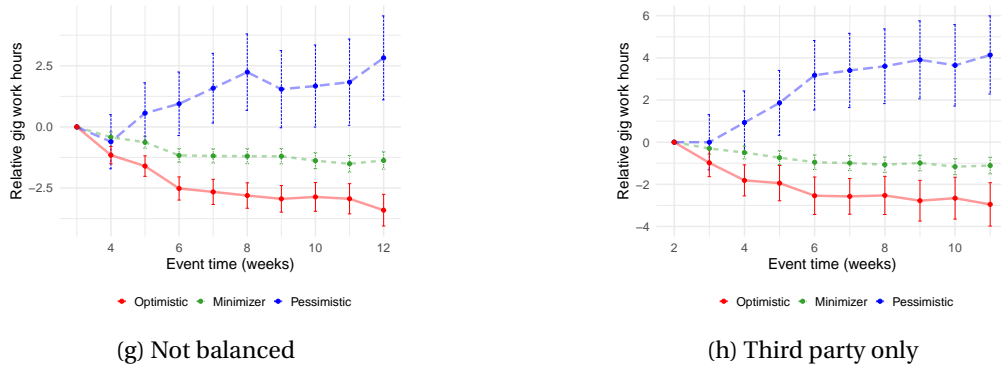 Relative gig work hours
2.5
0.0
−2.5
4 6 8 10 12
Event time (weeks)
Optimistic Minimizer Pessimistic
(g) Not balanced
Relative gig work hours
6
4
2
0
−2
−4
2 4 6 8 10
Event time (weeks)
Optimistic Minimizer Pessimistic
(h) Third party only